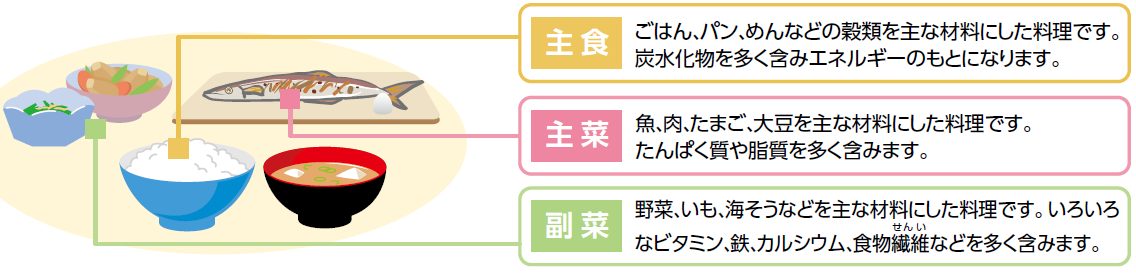 主食
ごはん、パン、めんなどの穀類を主な材料にした料理です。
炭水化物を多く含みエネルギーのもとになります。
主菜
魚、肉、たまご、大豆を主な材料にした料理です。
たんぱく質や脂質を多く含みます。
副菜
野菜、いも、海そうなどを主な材料にした料理です。いろいろ
せんい
なビタミン、鉄、カルシウム、食物繊維などを多く含みます。